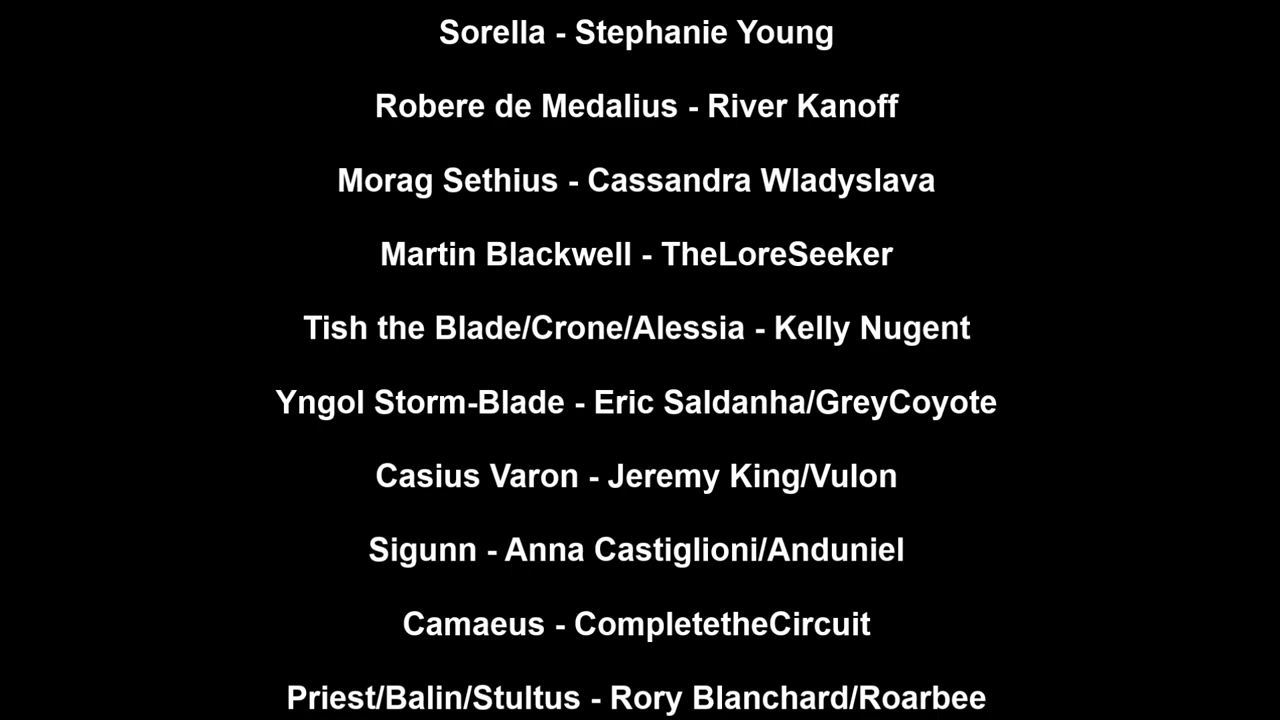 Sorella - Stephanie Young
Robere de Medalius - River Kanoff
Morag Sethius - Cassandra Wladyslava
Martin Blackwell - TheLoreSeeker
Tish the Blade/Crone/Alessia - Kelly Nugent
Yngol Storm-Blade - Eric Saldanha/GreyCoyote
Casius Varon - Jeremy King/Vulon
Sigunn - Anna Castiglioni/Anduniel
Camaeus - CompletetheCircuit
Priest/Balin/Stultus - Rory Blanchard/Roarbee